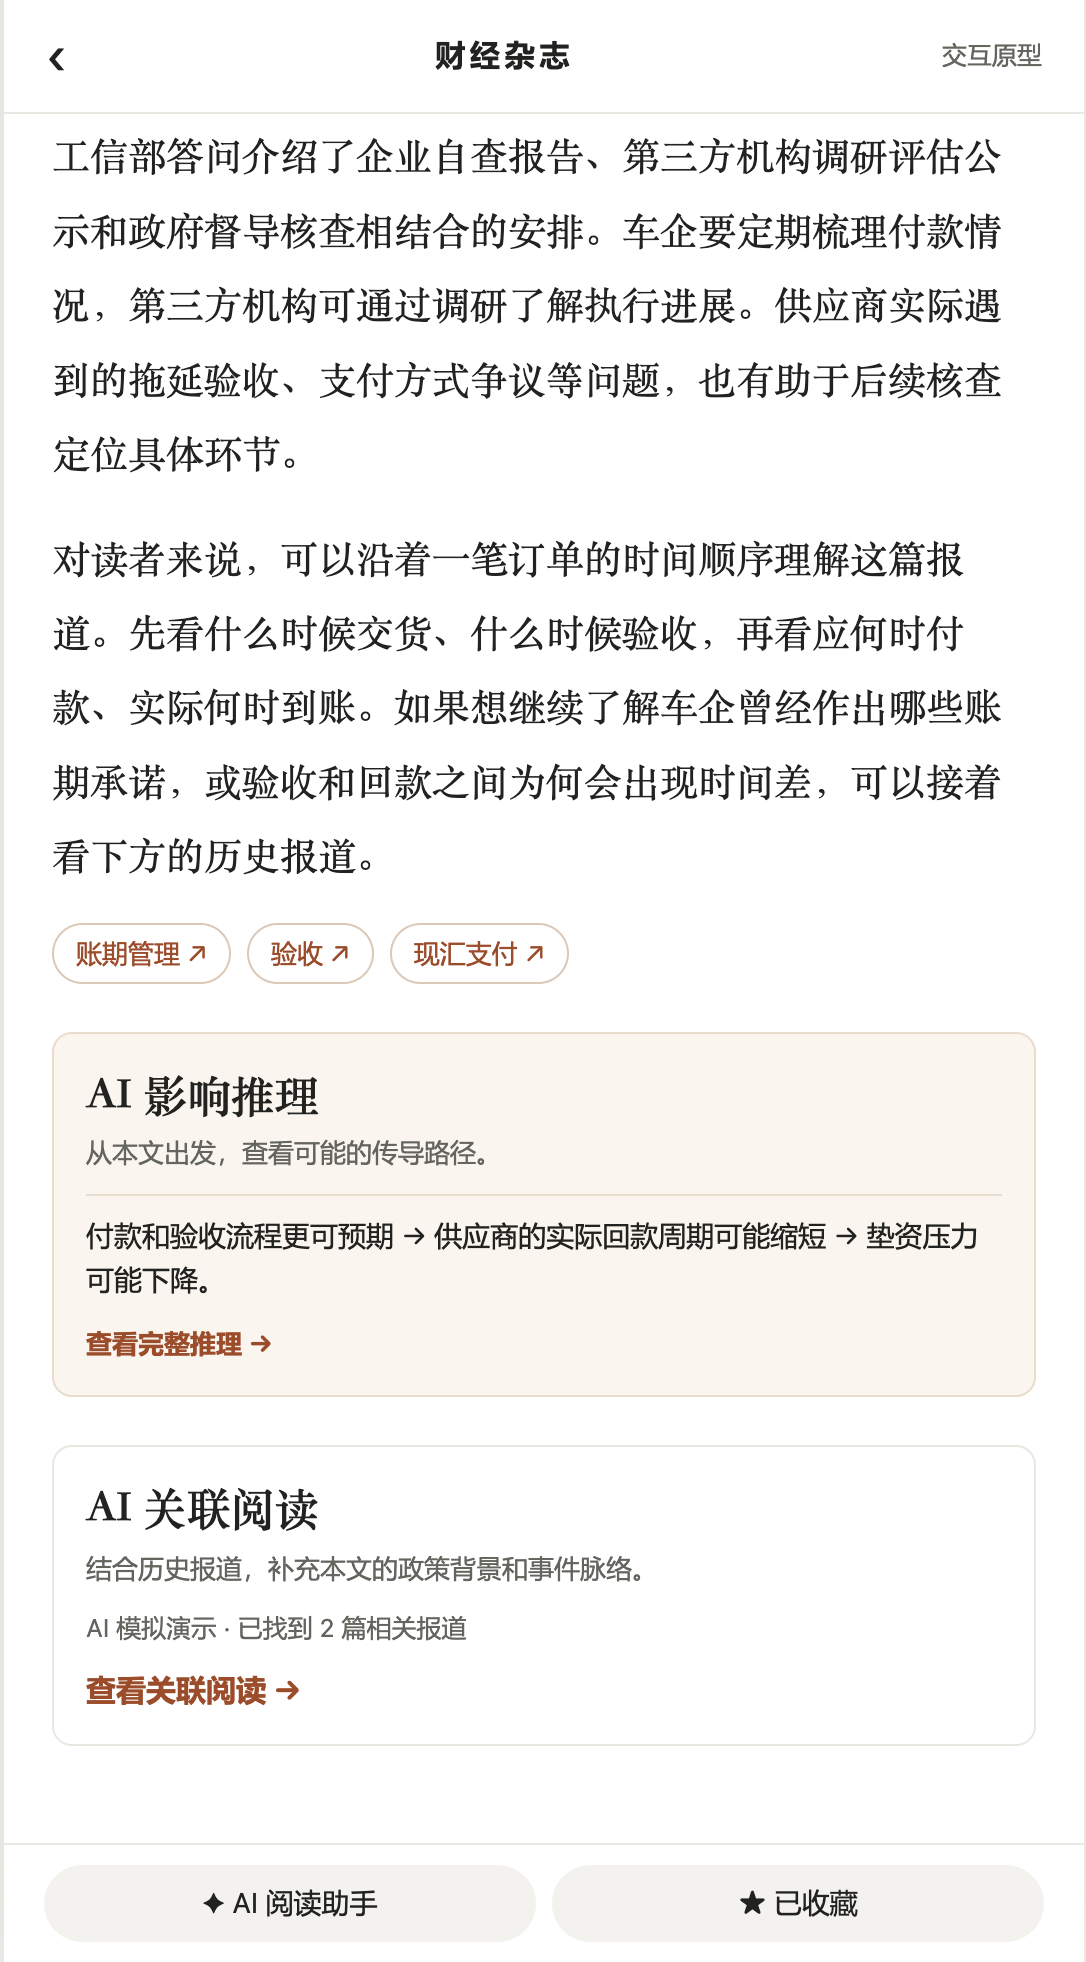 ‹
财经杂志
交互原型
工信部答问介绍了企业自查报告、第三方机构调研评估公
示和政府督导核查相结合的安排。车企要定期梳理付款情
况，第三方机构可通过调研了解执行进展。供应商实际遇
到的拖延验收、支付方式争议等问题，也有助于后续核查
定位具体环节。
对读者来说，可以沿着一笔订单的时间顺序理解这篇报
道。先看什么时候交货、什么时候验收，再看应何时付
款、实际何时到账。如果想继续了解车企曾经作出哪些账
期承诺，或验收和回款之间为何会出现时间差，可以接着
看下方的历史报道。
账期管理 ↗
验收 ↗
现汇支付 ↗
AI 影响推理
从本文出发，查看可能的传导路径。
付款和验收流程更可预期 → 供应商的实际回款周期可能缩短 → 垫资压力
可能下降。
查看完整推理 →
AI 关联阅读
结合历史报道，补充本文的政策背景和事件脉络。
AI 模拟演示 · 已找到 2 篇相关报道
查看关联阅读 →
✦ AI 阅读助手
★ 已收藏